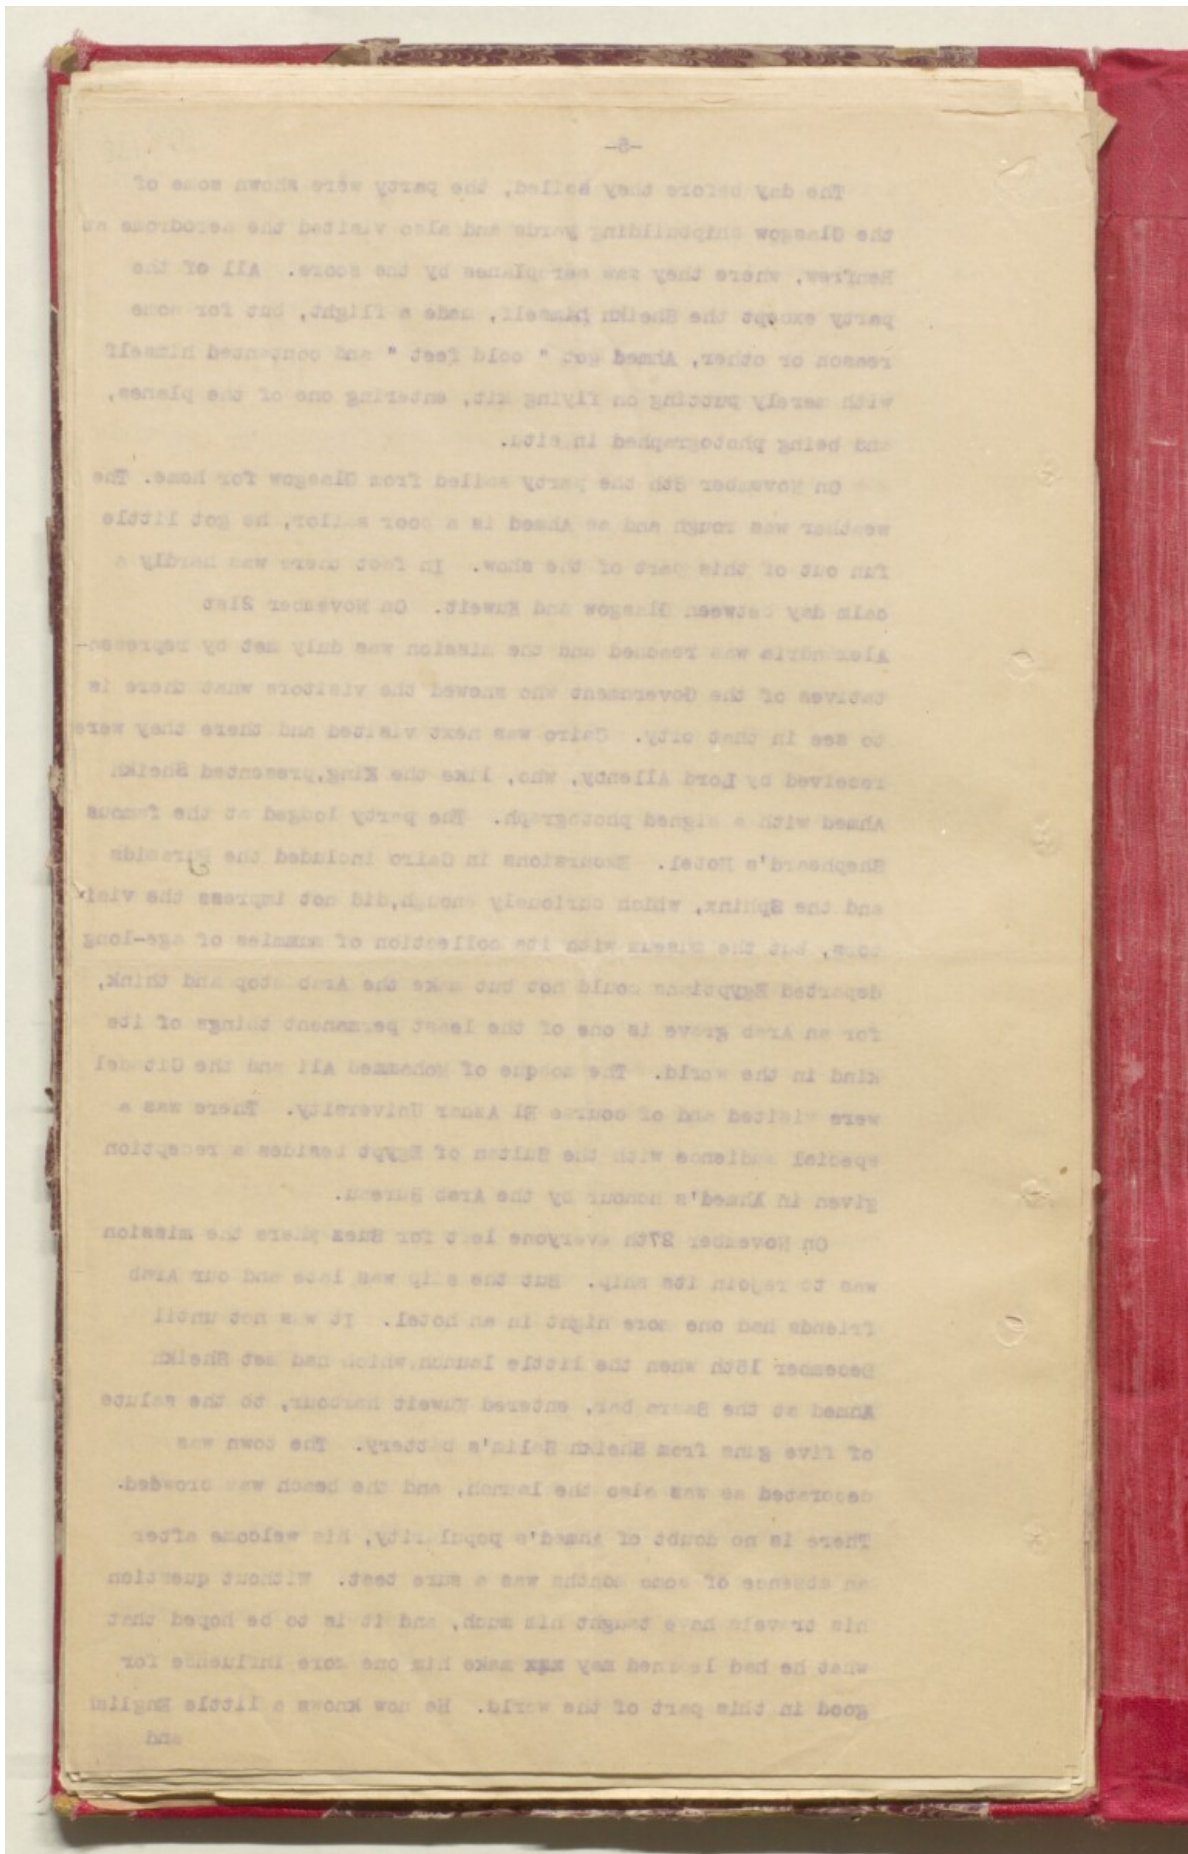 -5-
The day before they sailed, the party were shown some of
the Glasgow shipbuilding yards and also visited the aerodrome at
Renfrew, where they saw aeroplanes by the score. All of the
party except the Sheikh himself, made a flight, but for some
reason or other, Ahmed got " cold feet " and contented himself
with merely putting on flying kit, entering one of the planes,
and being photographed in situ.
On November 8th the party sailed from Glasgow for home. The
weather was rough and as Ahmed is a poor sailor, he got little
fun out of this part of the show. In fact there was hardly a
calm day between Glasgow and Kuweit. On November 21st
Alexandria was reached and the mission was duly met by represen-
tatives of the Government who showed the visitors what there is
to see in that city. Cairo was next visited and there they were
received by Lord Allenby, who, like the King, presented Sheikh
Ahmed with a signed photograph. The party lodged at the famous
Shepheard's Hotel. Excursions in Cairo included the Pyramids
and the Sphinx, which curiously enough, did not impress the visi-
tors, but the museum with its collection of mummies of age-long
departed Egyptians could not but make the Arab stop and think,
for an Arab grave is one of the least permanent things of its
kind in the world. The mosque of Mohammed Ali and the Citadel
were visited and of course El Azhar University. There was a
special audience with the Sultan of Egypt besides a reception
given in Ahmed's honour by the Arab Bureau.
On November 27th everyone left for Suez where the mission
was to rejoin its ship. But the ship was late and our Arab
friends had one more night in an hotel. It was not until
December 16th when the little launch, which had met Sheikh
Ahmed at the Basra bar, entered Kuweit harbour, to the salute
of five guns from Sheikh Salim's battery. The town was
decorated as was also the launch, and the beach was crowded.
There is no doubt of Ahmed's popularity, his welcome after
an absence of some months was a sure test. Without question
his travels have taught him much, and it is to be hoped that
what he had learned may make him one more influence for
good in this part of the world. He now knows a little English
and